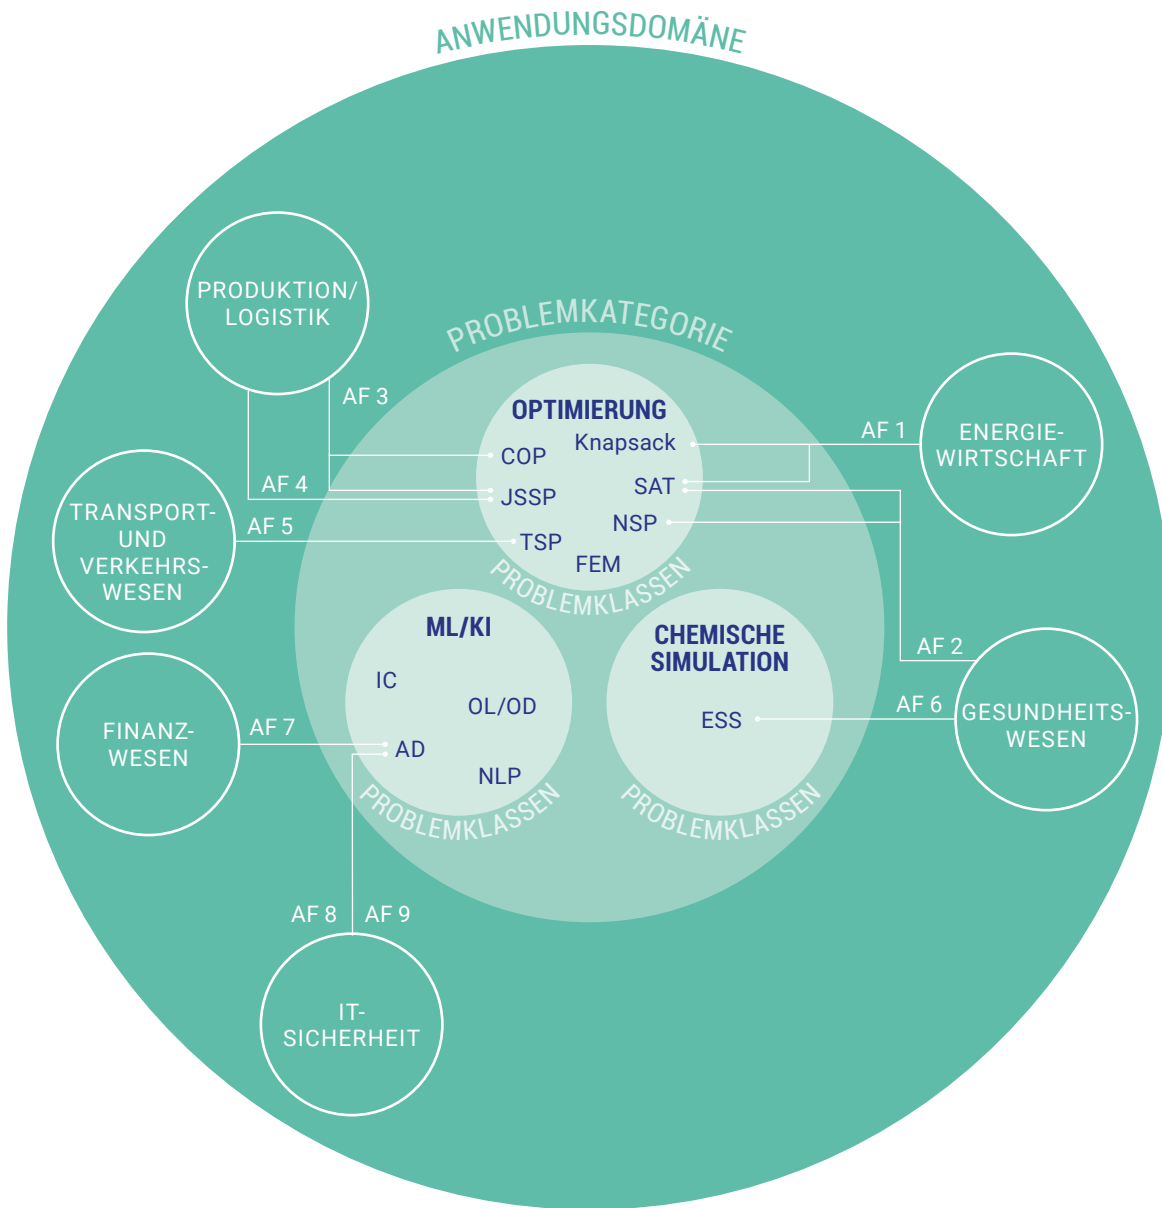 ANWENDUNGSDOMÄNE
PRODUKTION/
LOGISTIK
PROBLEMKATEGORIE
AF 3
OPTIMIERUNG
Knapsack
COP
AF 1
ENERGIE-
WIRTSCHAFT
AF 4
JSSP
SAT
TRANSPORT-
UND
VERKEHRS-
WESEN
AF 5
TSP
NSP
FEM
PROBLEMKLASSEN
ML/KI
IC
OL/OD
AD
NLP
PROBLEMKLASSEN
CHEMISCHE
SIMULATION
ESS
PROBLEMKLASSEN
AF 2
AF 6
GESUNDHEITS-
WESEN
FINANZ-
WESEN
AF 7
AF 8
AF 9
IT-
SICHERHEIT